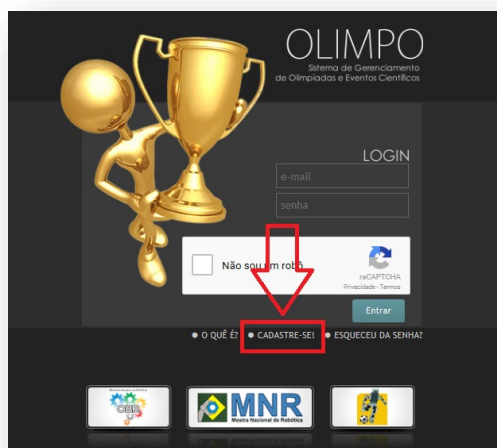 OLIMPO
Sistema de Gerenciamento
de Olimpíadas e Eventos Científicos
LOGIN
e-mail
senha
Não sou um robô
reCAPTCHA
Privacidade - Termos
Entrar
O QUÊ É? CADASTRE-SE! ESQUECEU DA SENHA?
OBR
MNR
Mostra Nacional de Robótica